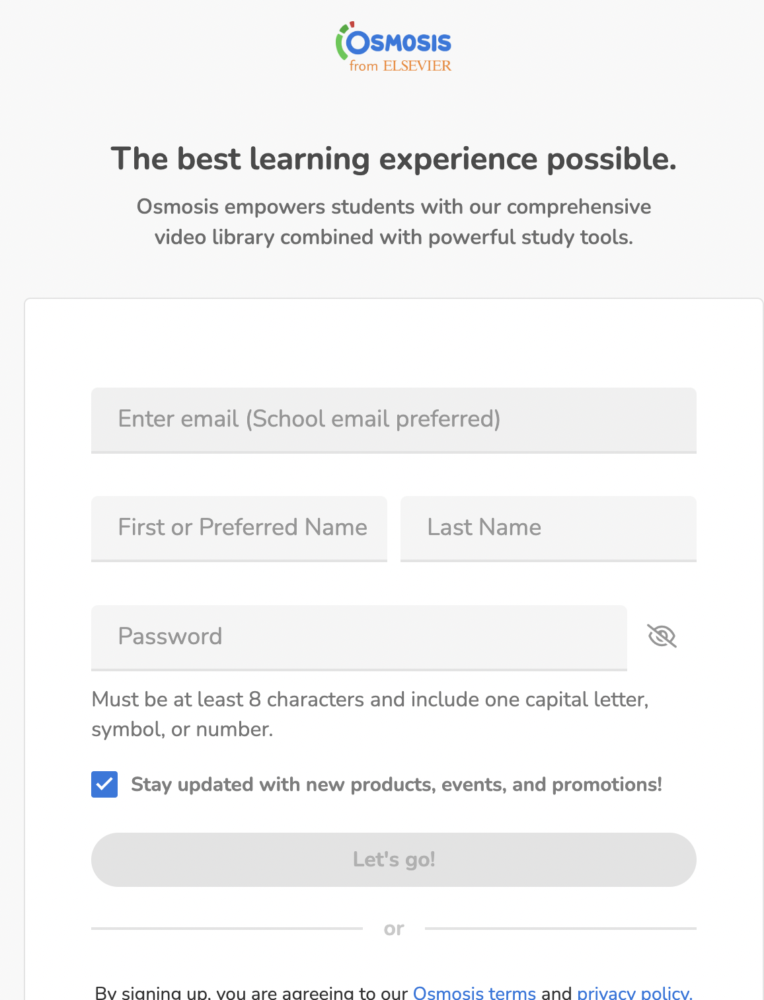 OSMOSIS
from ELSEVIER
The best learning experience possible.
Osmosis empowers students with our comprehensive
video library combined with powerful study tools.
Enter email (School email preferred)
First or Preferred Name
Last Name
Password
Must be at least 8 characters and include one capital letter,
symbol, or number.
Stay updated with new products, events, and promotions!
Let's go!
or
By signing up, you are agreeing to our Osmosis terms and privacy policy.